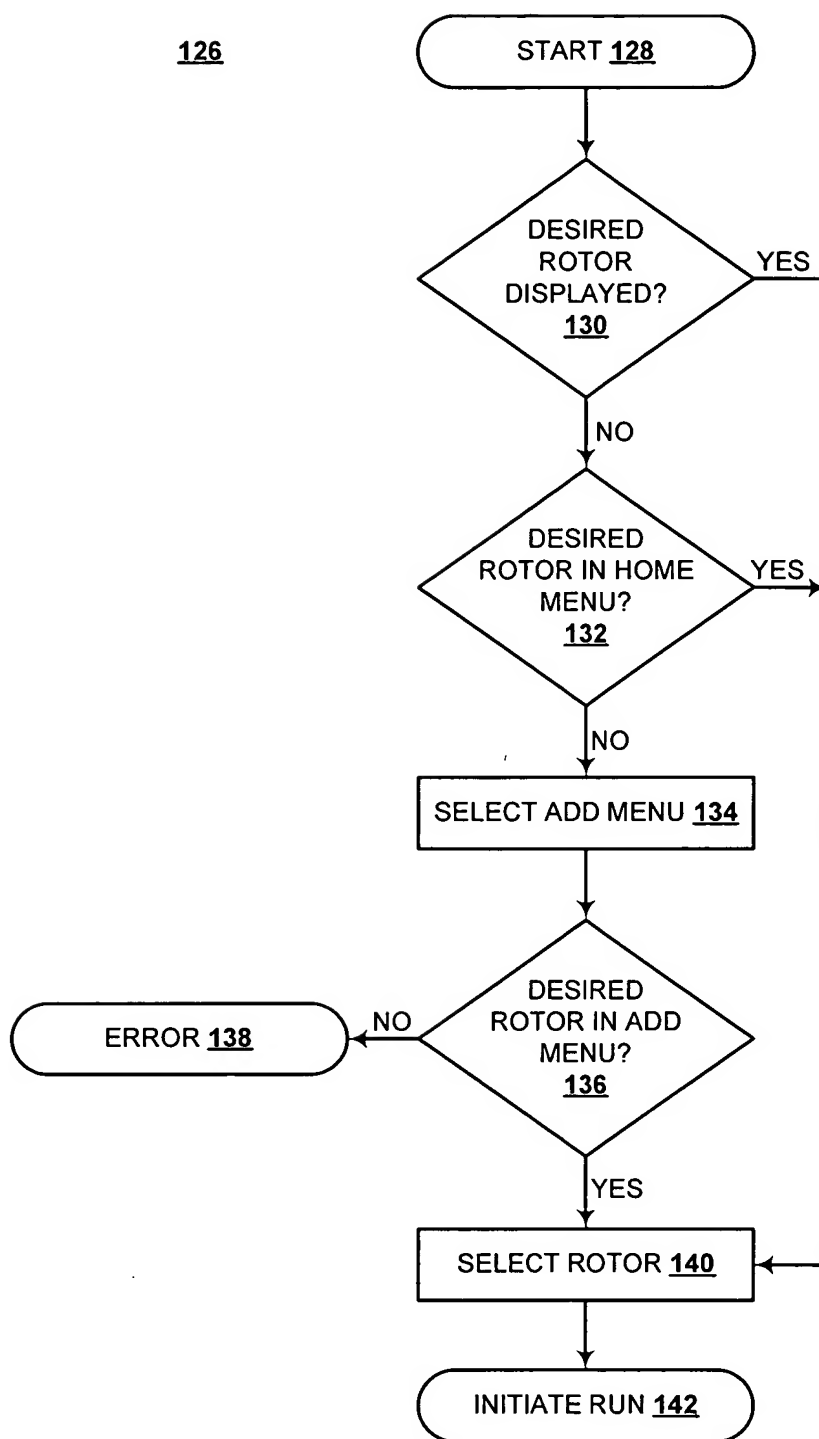 126
START 128
DESIRED
ROTOR
DISPLAYED?
130
YES
NO
DESIRED
ROTOR IN HOME
MENU?
132
YES
NO
SELECT ADD MENU 134
DESIRED
ROTOR IN ADD
MENU?
136
NO
ERROR 138
YES
SELECT ROTOR 140
INITIATE RUN 142